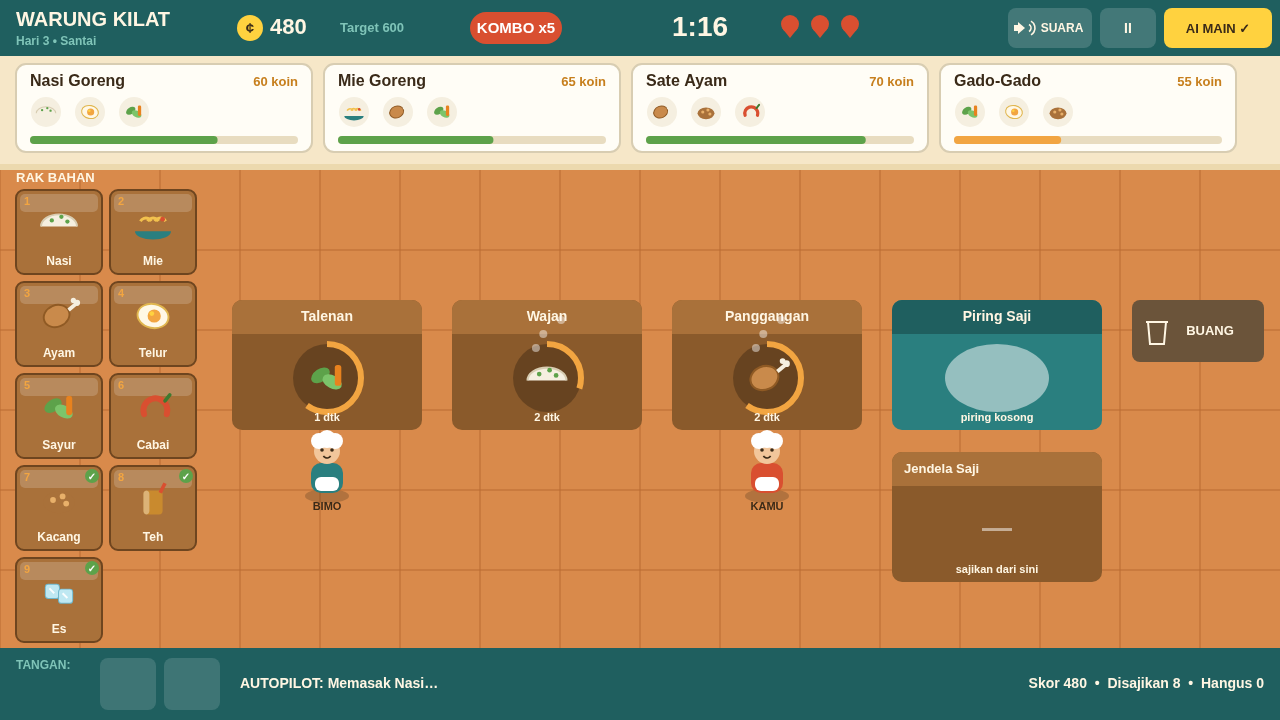 WARUNG KILAT
Hari 3 • Santai
¢ 480
Target 600
KOMBO x5
1:16
SUARA
II
AI MAIN ✓
Nasi Goreng 60 koin
Mie Goreng 65 koin
Sate Ayam 70 koin
Gado-Gado 55 koin
RAK BAHAN
1 Nasi
2 Mie
3 Ayam
4 Telur
5 Sayur
6 Cabai
7 Kacang
8 Teh
9 Es
Talenan
1 dtk
Wajan
2 dtk
Panggangan
2 dtk
Piring Saji
piring kosong
BUANG
BIMO
KAMU
Jendela Saji
—
sajikan dari sini
TANGAN:
AUTOPILOT: Memasak Nasi…
Skor 480 • Disajikan 8 • Hangus 0